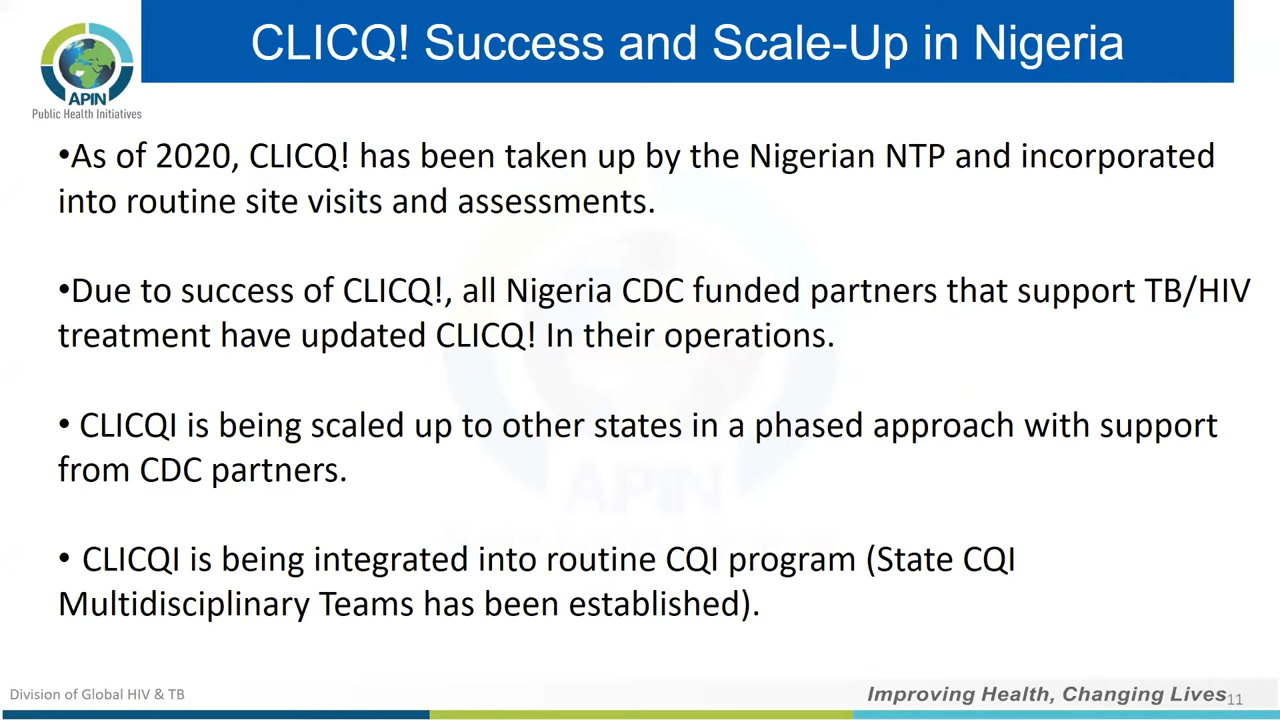 CLICQ! Success and Scale-Up in Nigeria
APIN
Public Health Initiatives
•As of 2020, CLICQ! has been taken up by the Nigerian NTP and incorporated
into routine site visits and assessments.
•Due to success of CLICQ!, all Nigeria CDC funded partners that support TB/HIV
treatment have updated CLICQ! In their operations.
• CLICQI is being scaled up to other states in a phased approach with support
from CDC partners.
• CLICQI is being integrated into routine CQI program (State CQI
Multidisciplinary Teams has been established).
APIN
Division of Global HIV & TB
Improving Health, Changing Lives
11